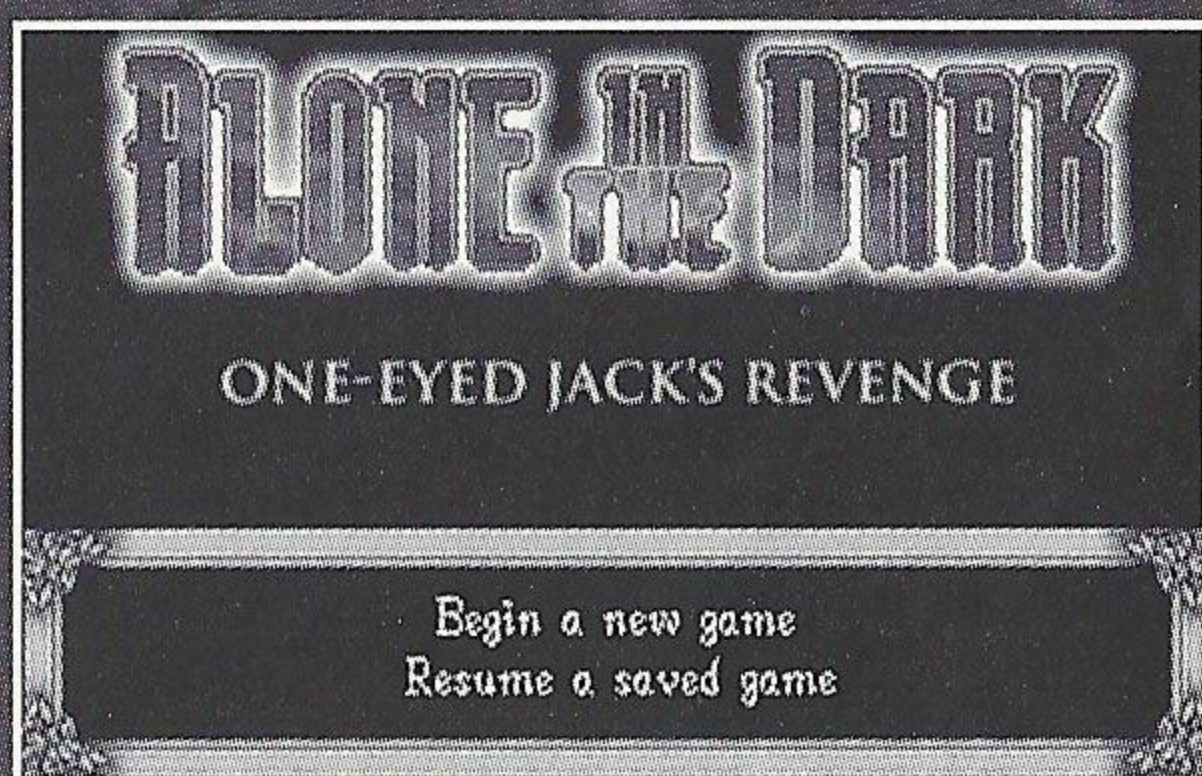 ALONE IN THE DARK
ONE-EYED JACK'S REVENGE
Begin a new game
Resume a saved game